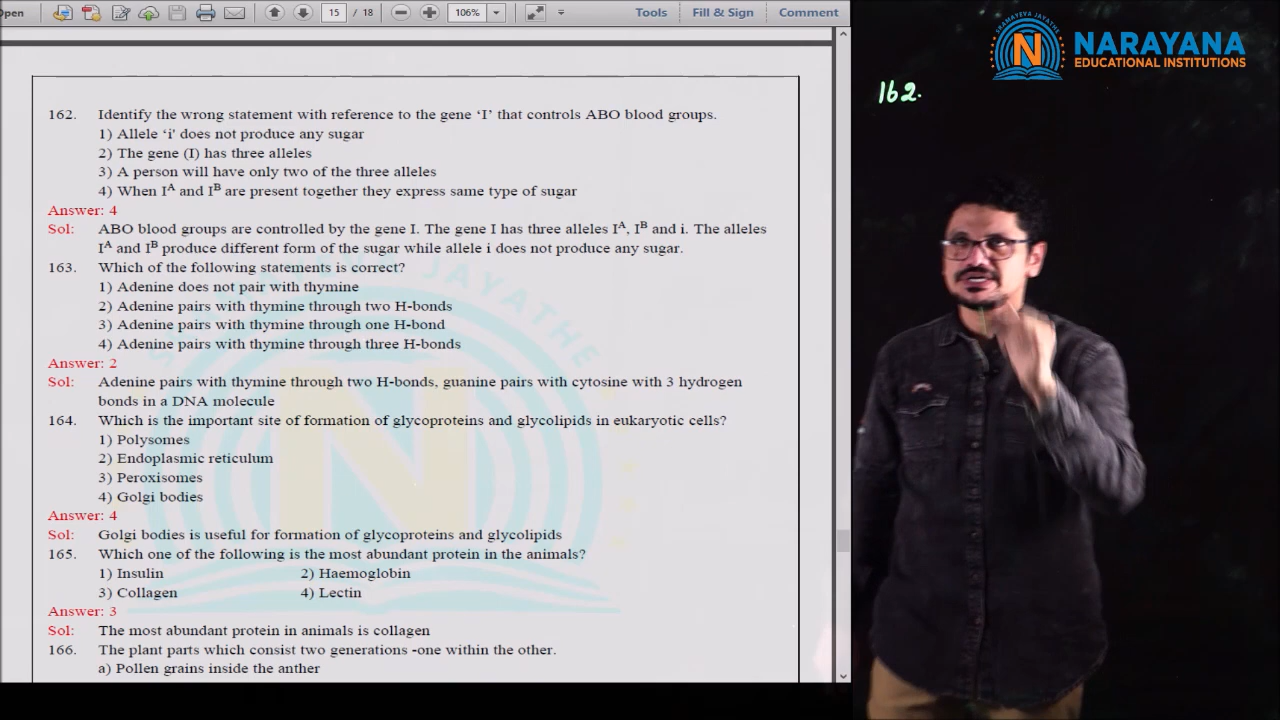 Open
15 / 18
106%
Tools
Fill & Sign
Comment
SRAMAYEVA JAYATHE
N
NARAYANA
EDUCATIONAL INSTITUTIONS
162.
162. Identify the wrong statement with reference to the gene ‘I’ that controls ABO blood groups.
1) Allele ‘i' does not produce any sugar
2) The gene (I) has three alleles
3) A person will have only two of the three alleles
4) When Iᴬ and Iᴮ are present together they express same type of sugar
Answer: 4
Sol: ABO blood groups are controlled by the gene I. The gene I has three alleles Iᴬ, Iᴮ and i. The alleles
Iᴬ and Iᴮ produce different fom of the sugar while allele i does not produce any sugar.
163. Which of the following statements is correct?
1) Adenine does not pair with thymine
2) Adenine pairs with thymine through two H-bonds
3) Adenine pairs with thymine through one H-bond
4) Adenine pairs with thymine through three H-bonds
Answer: 2
Sol: Adenine pairs with thymine through two H-bonds, guanine pairs with cytosine with 3 hydrogen
bonds in a DNA molecule
164. Which is the important site of formation of glycoproteins and glycolipids in eukaryotic cells?
1) Polysomes
2) Endoplasmic reticulum
3) Peroxisomes
4) Golgi bodies
Answer: 4
Sol: Golgi bodies is useful for formation of glycoproteins and glycolipids
165. Which one of the following is the most abundant protein in the animals?
1) Insulin 2) Haemoglobin
3) Collagen 4) Lectin
Answer: 3
Sol: The most abundant protein in animals is collagen
166. The plant parts which consist two generations -one within the other.
a) Pollen grains inside the anther